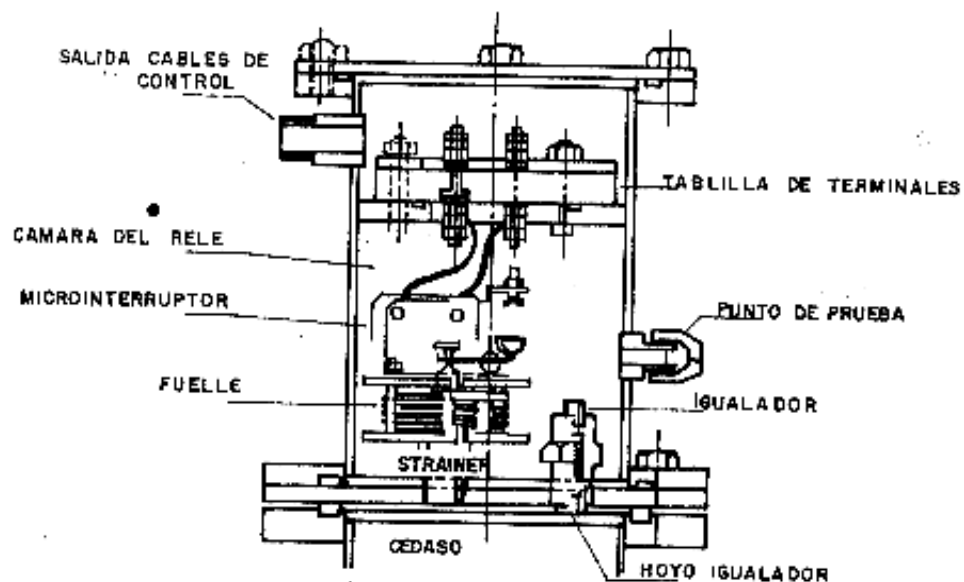 SALIDA CABLES DE
CONTROL
TABLILLA DE TERMINALES
CAMARA DEL RELE
MICROINTERRUPTOR
PUNTO DE PRUEBA
FUELLE
IGUALADOR
STRAINER
CEDASO
HOYO IGUALADOR